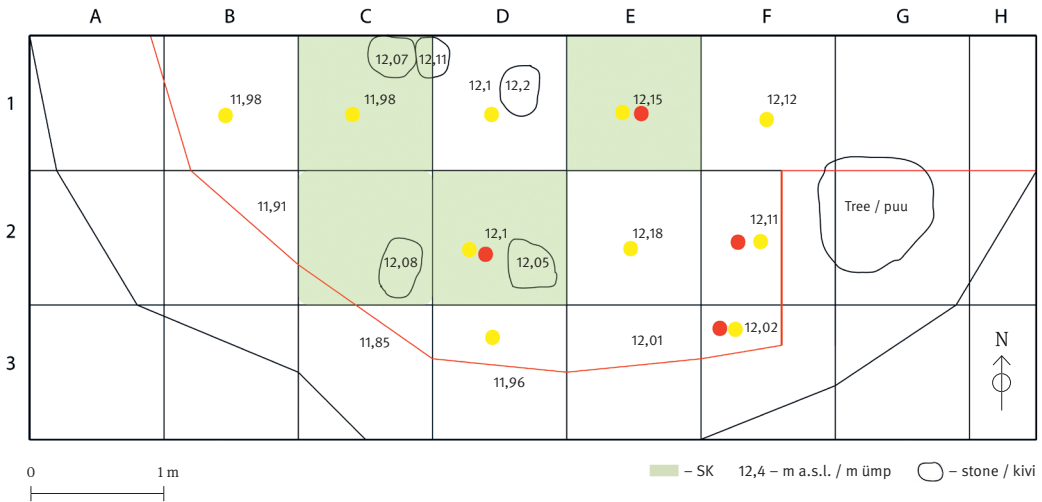 A B C D E F G H
12,07 12,11
12,1 12,2
1 11,98 11,98 12,15 12,12
11,91 Tree / puu
2 12,1 12,18 12,11
12,08 12,05
3 11,85 12,01 12,02
11,96
N
0 1 m
– SK 12,4 – m a.s.l. / m ümp – stone / kivi